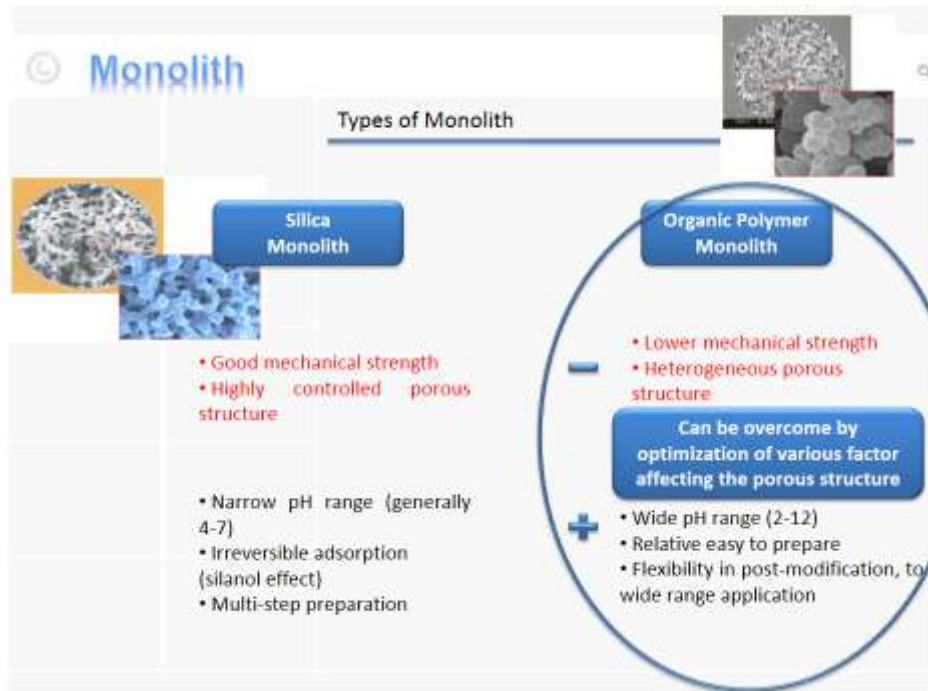 Monolith
Types of Monolith
Silica
Monolith
• Good mechanical strength
• Highly controlled porous
structure
• Narrow pH range (generally
4-7)
• Irreversible adsorption
(silanol effect)
• Multi-step preparation
Organic Polymer
Monolith
• Lower mechanical strength
• Heterogeneous porous
structure
Can be overcome by
optimization of various factor
affecting the porous structure
• Wide pH range (2-12)
• Relative easy to prepare
• Flexibility in post-modification, to
wide range application